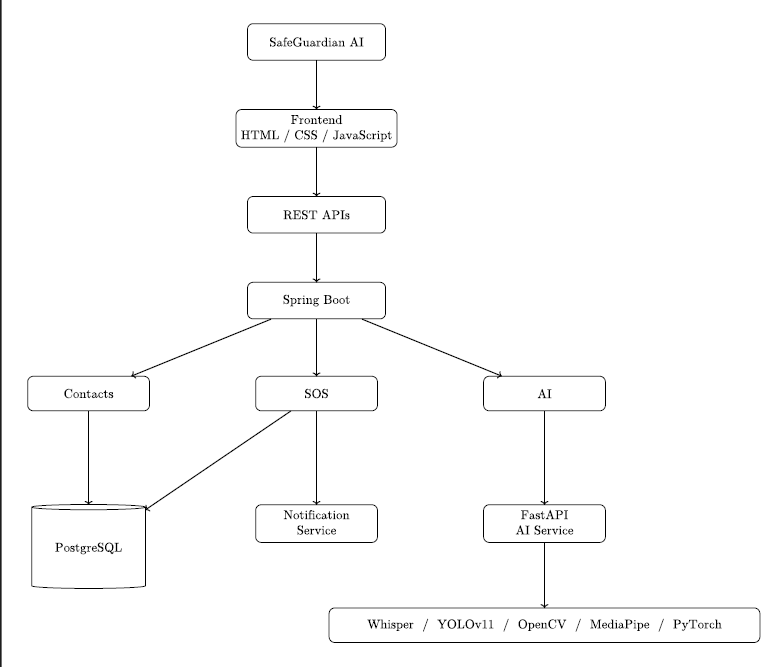 SafeGuardian AI
Frontend
HTML / CSS / JavaScript
REST APIs
Spring Boot
Contacts
SOS
AI
PostgreSQL
Notification
Service
FastAPI
AI Service
Whisper / YOLOv11 / OpenCV / MediaPipe / PyTorch